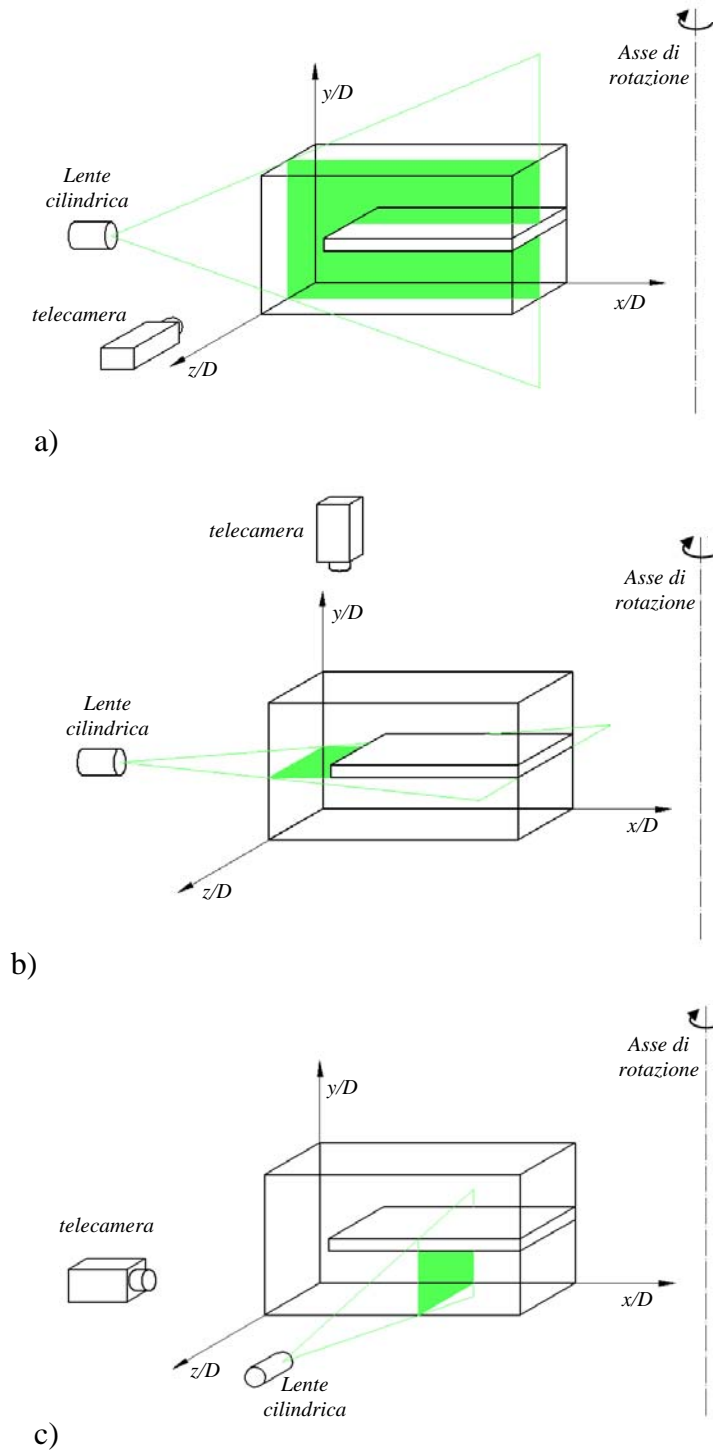 Asse di
rotazione
y/D
Lente
cilindrica
telecamera
x/D
z/D
a)
telecamera
Asse di
rotazione
y/D
Lente
cilindrica
x/D
z/D
b)
Asse di
rotazione
y/D
telecamera
x/D
z/D
Lente
cilindrica
c)